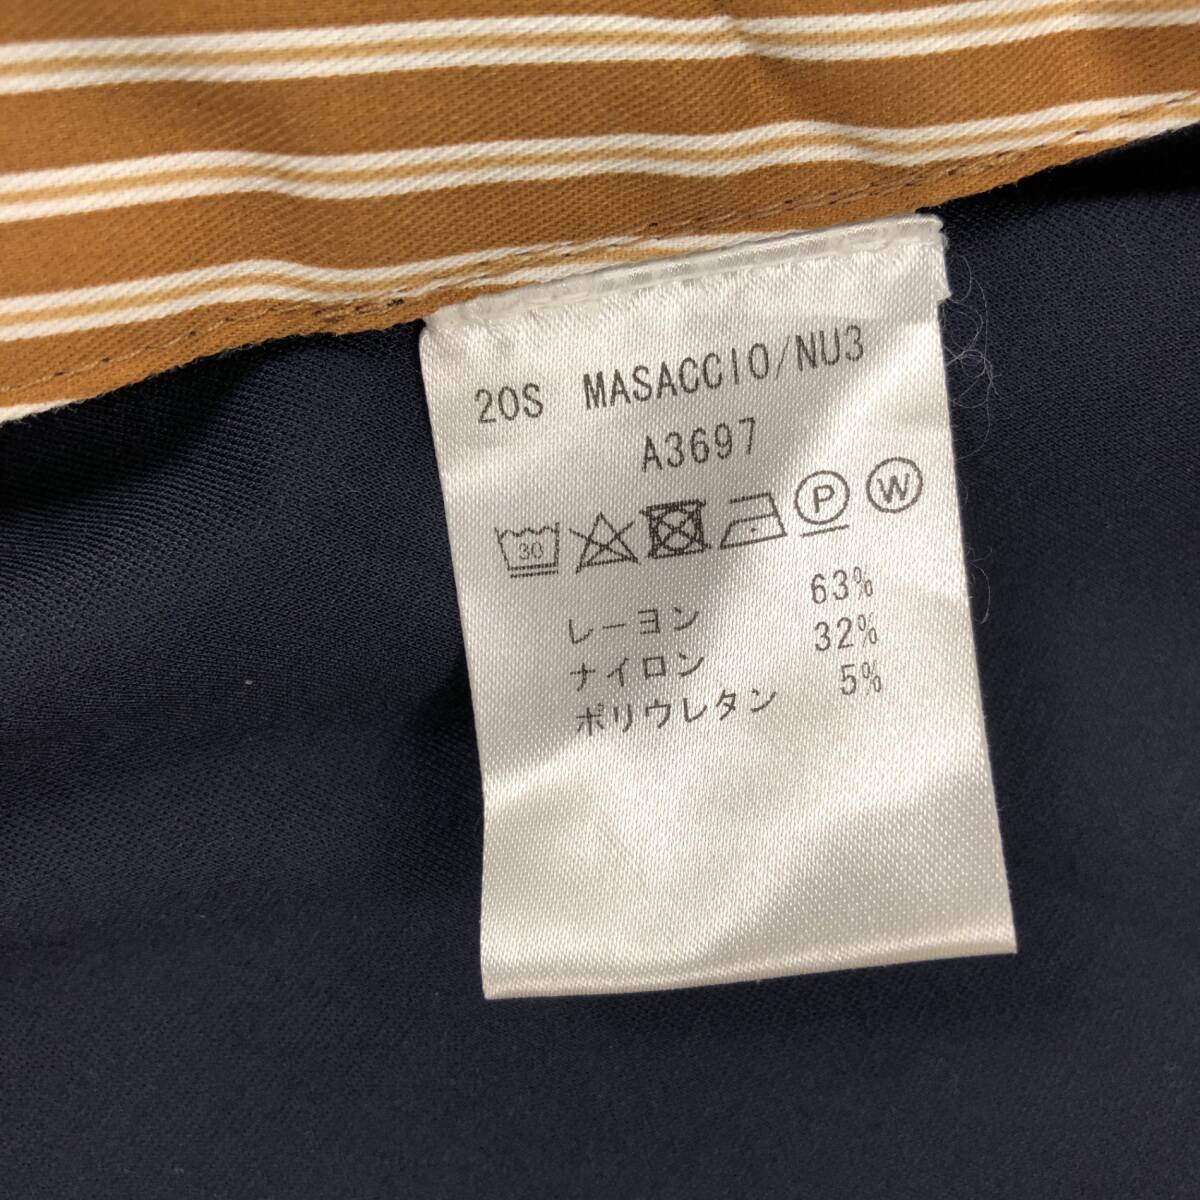 20S MASACCIO/NU3
A3697
30 P W
レーヨン 63%
ナイロン 32%
ポリウレタン 5%